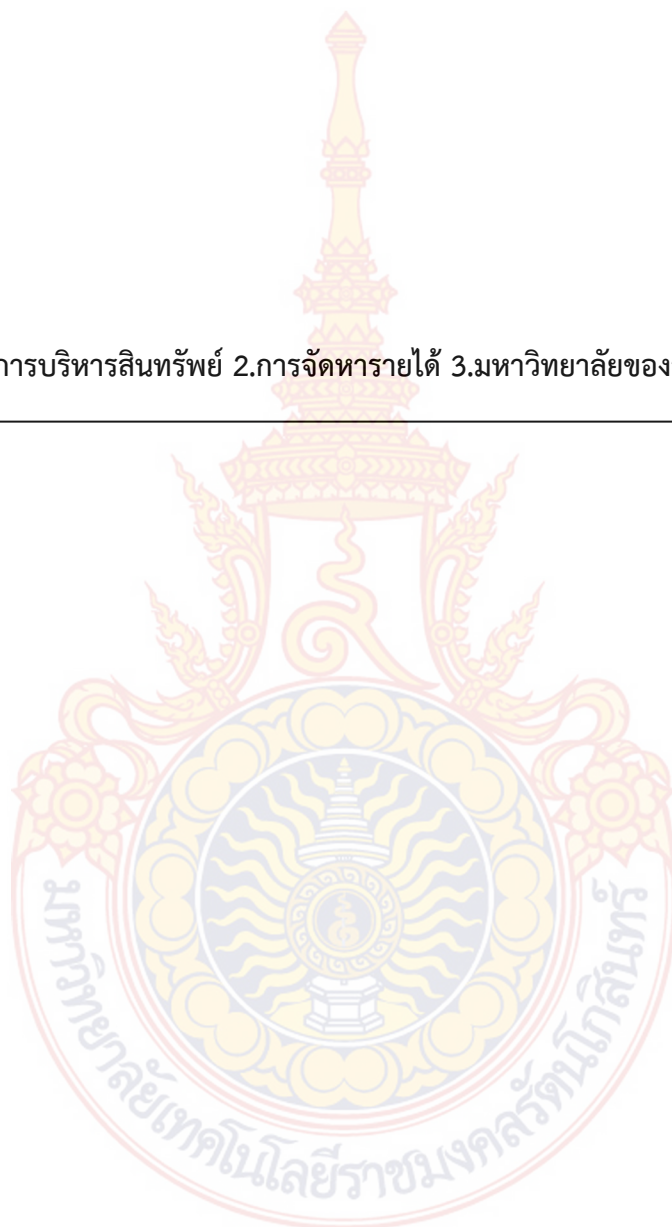 การบริหารสินทรัพย์ 2.การจัดหารายได้ 3.มหาวิทยาลัยของ
มหาวิทยาลัยเทคโนโลยีราชมงคลรัตนโกสินทร์